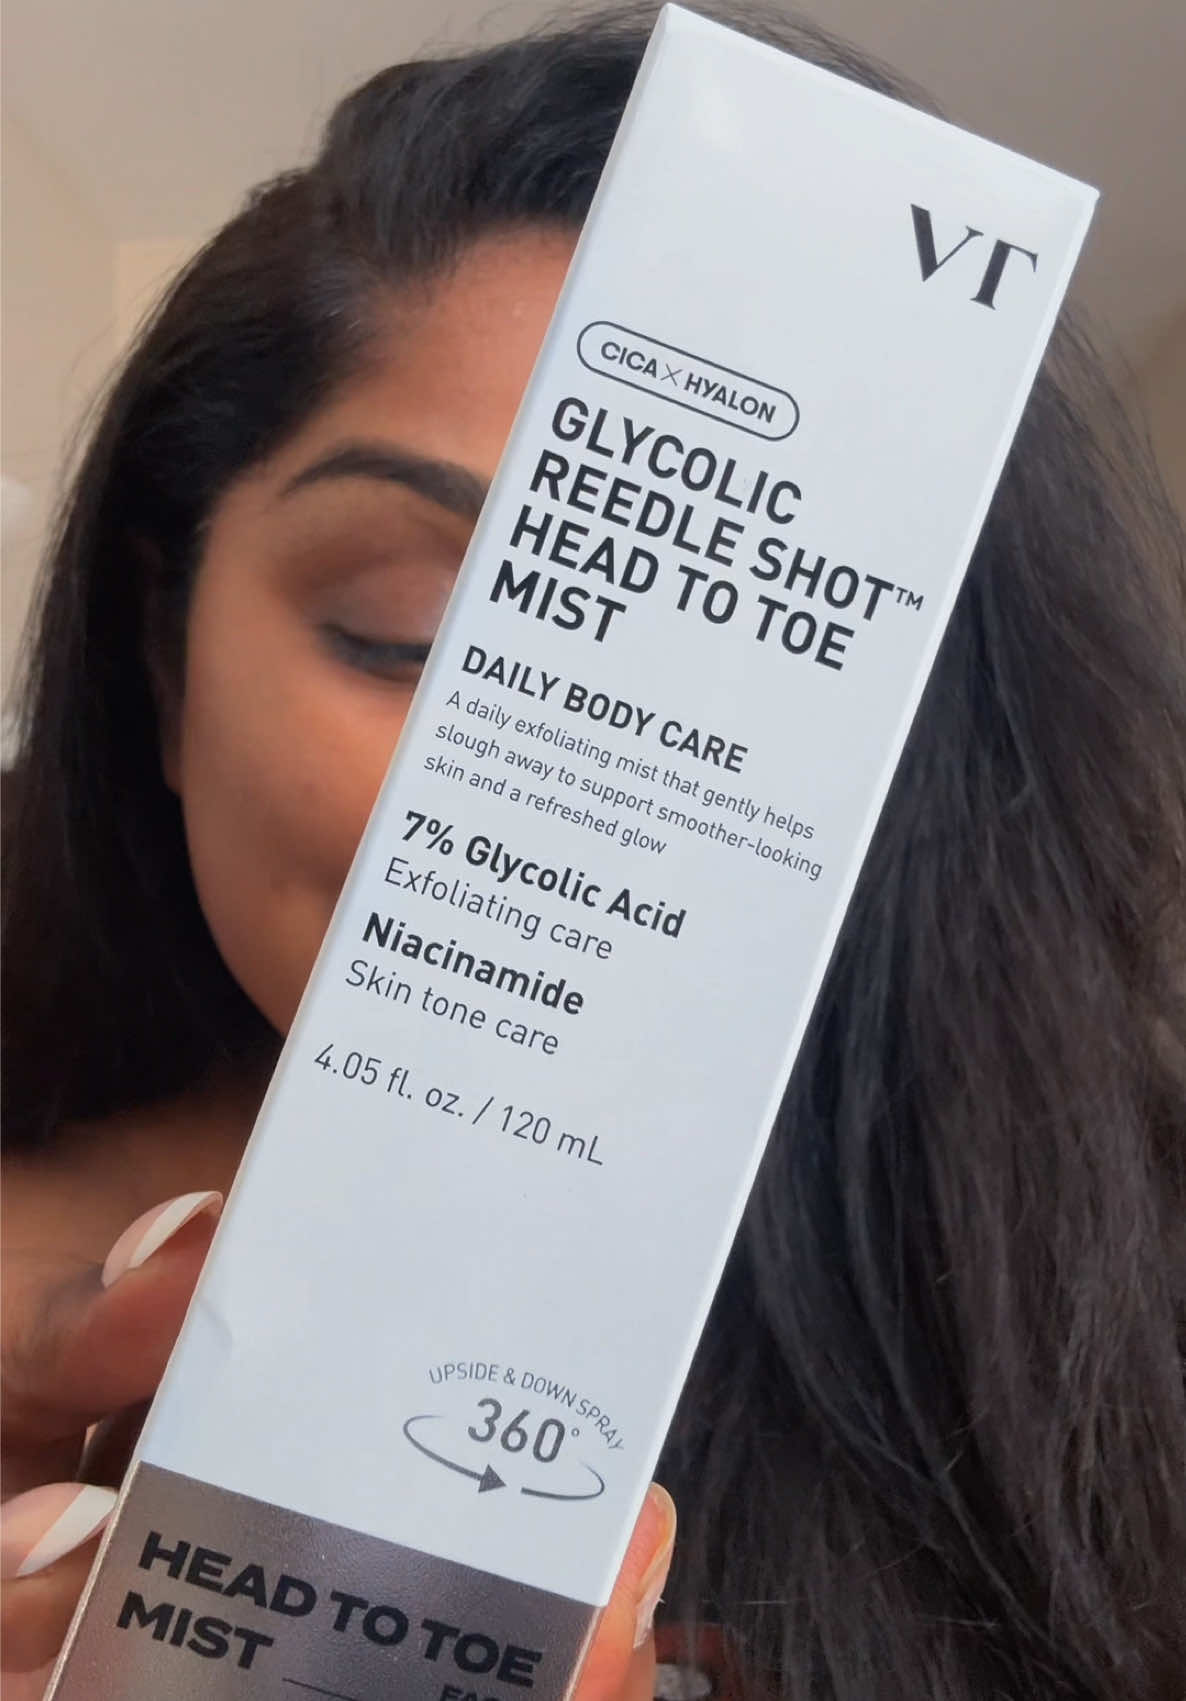 VT
CICA X HYALON
GLYCOLIC
REEDLE SHOT™
HEAD TO TOE
MIST
DAILY BODY CARE
A daily exfoliating mist that gently helps
slough away to support smoother-looking
skin and a refreshed glow
7% Glycolic Acid
Exfoliating care
Niacinamide
Skin tone care
4.05 fl. oz. / 120 mL
UPSIDE & DOWN SPRAY
360°
HEAD TO TOE
MIST